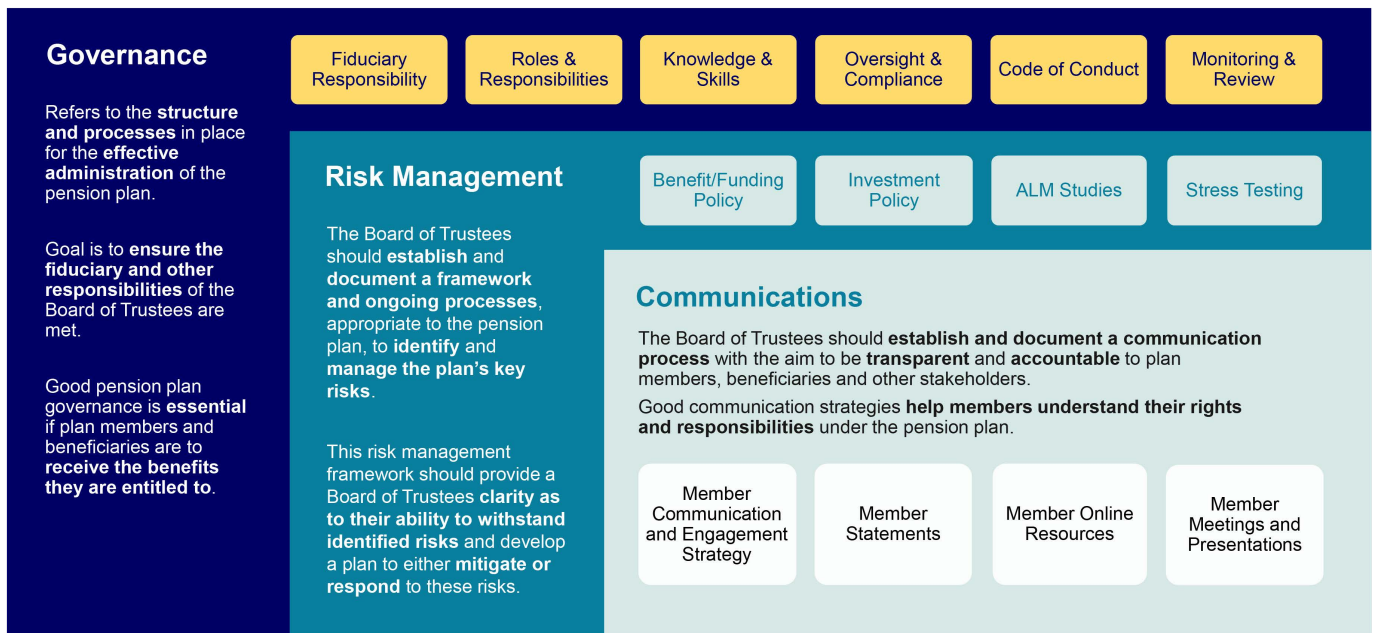 Governance
Refers to the structure
and processes in place
for the effective
administration of the
pension plan.
Goal is to ensure the
fiduciary and other
responsibilities of the
Board of Trustees are
met.
Good pension plan
governance is essential
if plan members and
beneficiaries are to
receive the benefits
they are entitled to.
Fiduciary
Responsibility
Roles &
Responsibilities
Knowledge &
Skills
Oversight &
Compliance
Code of Conduct
Monitoring &
Review
Risk Management
The Board of Trustees
should establish and
document a framework
and ongoing processes,
appropriate to the pension
plan, to identify and
manage the plan’s key
risks.
This risk management
framework should provide a
Board of Trustees clarity as
to their ability to withstand
identified risks and develop
a plan to either mitigate or
respond to these risks.
Benefit/Funding
Policy
Investment
Policy
ALM Studies
Stress Testing
Communications
The Board of Trustees should establish and document a communication
process with the aim to be transparent and accountable to plan
members, beneficiaries and other stakeholders.
Good communication strategies help members understand their rights
and responsibilities under the pension plan.
Member
Communication
and Engagement
Strategy
Member
Statements
Member Online
Resources
Member
Meetings and
Presentations